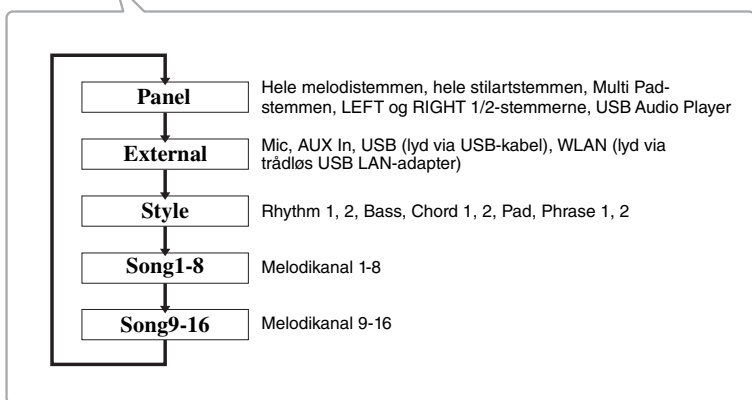 Panel
Hele melodistemmen, hele stilartstemmen, Multi Pad-
stemmen, LEFT og RIGHT 1/2-stemmerne, USB Audio Player
External
Mic, AUX In, USB (lyd via USB-kabel), WLAN (lyd via
trådløs USB LAN-adapter)
Style
Rhythm 1, 2, Bass, Chord 1, 2, Pad, Phrase 1, 2
Song1-8
Melodikanal 1-8
Song9-16
Melodikanal 9-16